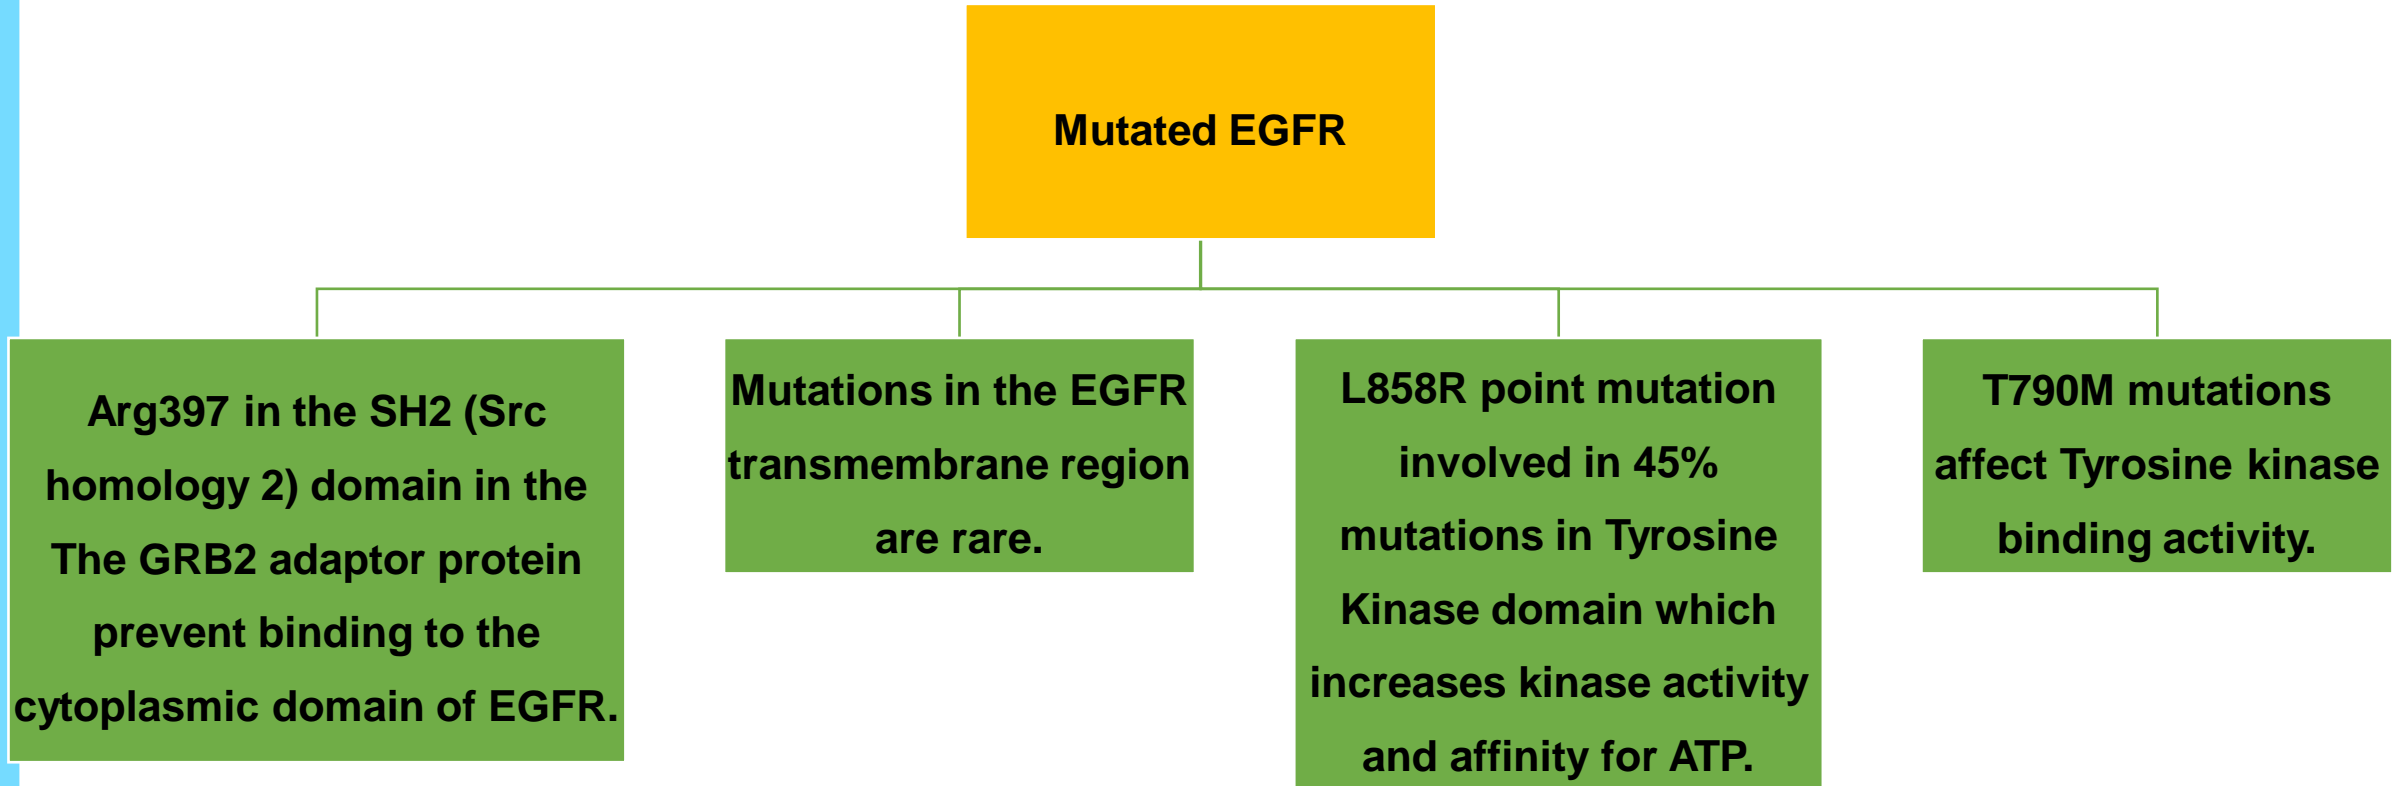 Mutated EGFR
Arg397 in the SH2 (Src
homology 2) domain in the
The GRB2 adaptor protein
prevent binding to the
cytoplasmic domain of EGFR.
Mutations in the EGFR
transmembrane region
are rare.
L858R point mutation
involved in 45%
mutations in Tyrosine
Kinase domain which
increases kinase activity
and affinity for ATP.
T790M mutations
affect Tyrosine kinase
binding activity.